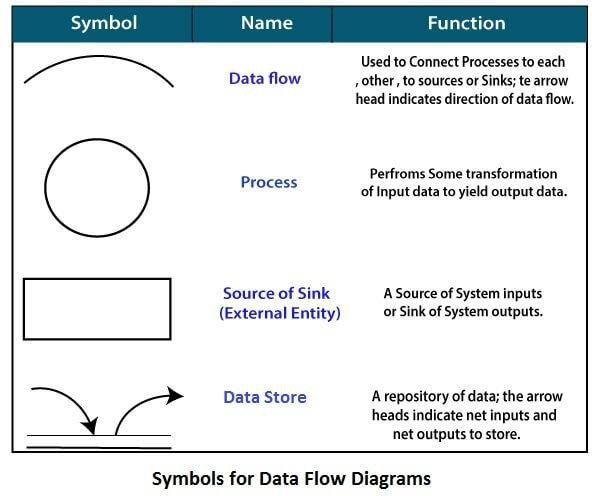 Symbol Name Function
Data flow
Used to Connect Processes to each
, other , to sources or Sinks; te arrow
head indicates direction of data flow.
Process
Perfroms Some transformation
of Input data to yield output data.
Source of Sink
(External Entity)
A Source of System inputs
or Sink of System outputs.
Data Store
A repository of data; the arrow
heads indicate net inputs and
net outputs to store.
Symbols for Data Flow Diagrams